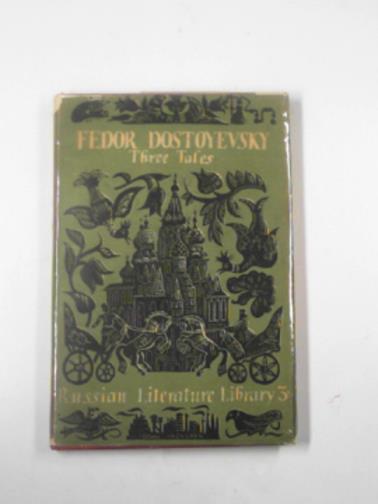 FEDOR DOSTOYEVSKY
Three Tales
Russian Literature Library 3